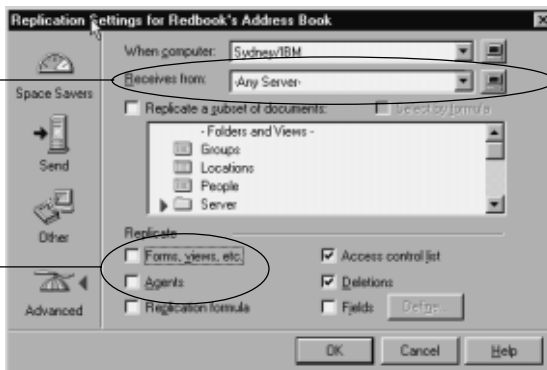 Replication Settings for Redbook's Address Book
When computer: Sydney/IBM
Receives from: -Any Server-
Space Savers
Replicate a subset of documents: Select by formula
- Folders and Views -
Groups
Locations
People
Server
Send
Other
Replicate
Forms, views, etc. Access control list
Agents Deletions
Replication formula Fields Define...
Advanced
OK Cancel Help